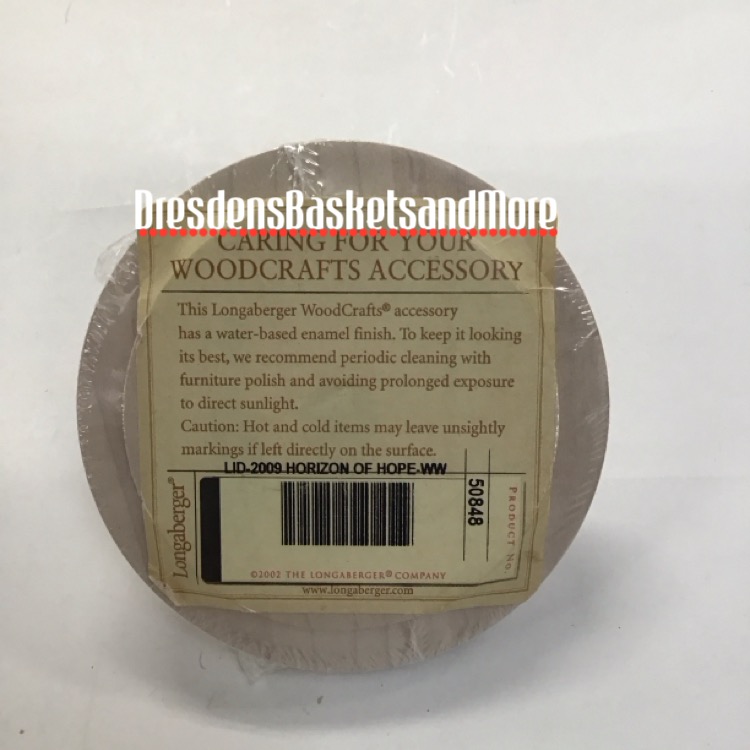 DresdensBasketsandMore
CARING FOR YOUR
WOODCRAFTS ACCESSORY
This Longaberger WoodCrafts® accessory
has a water-based enamel finish. To keep it looking
its best, we recommend periodic cleaning with
furniture polish and avoiding prolonged exposure
to direct sunlight.
Caution: Hot and cold items may leave unsightly
markings if left directly on the surface.
LID-2009 HORIZON OF HOPE-WW
Longaberger®
50848
PRODUCT NO.
©2002 THE LONGABERGER® COMPANY
www.longaberger.com